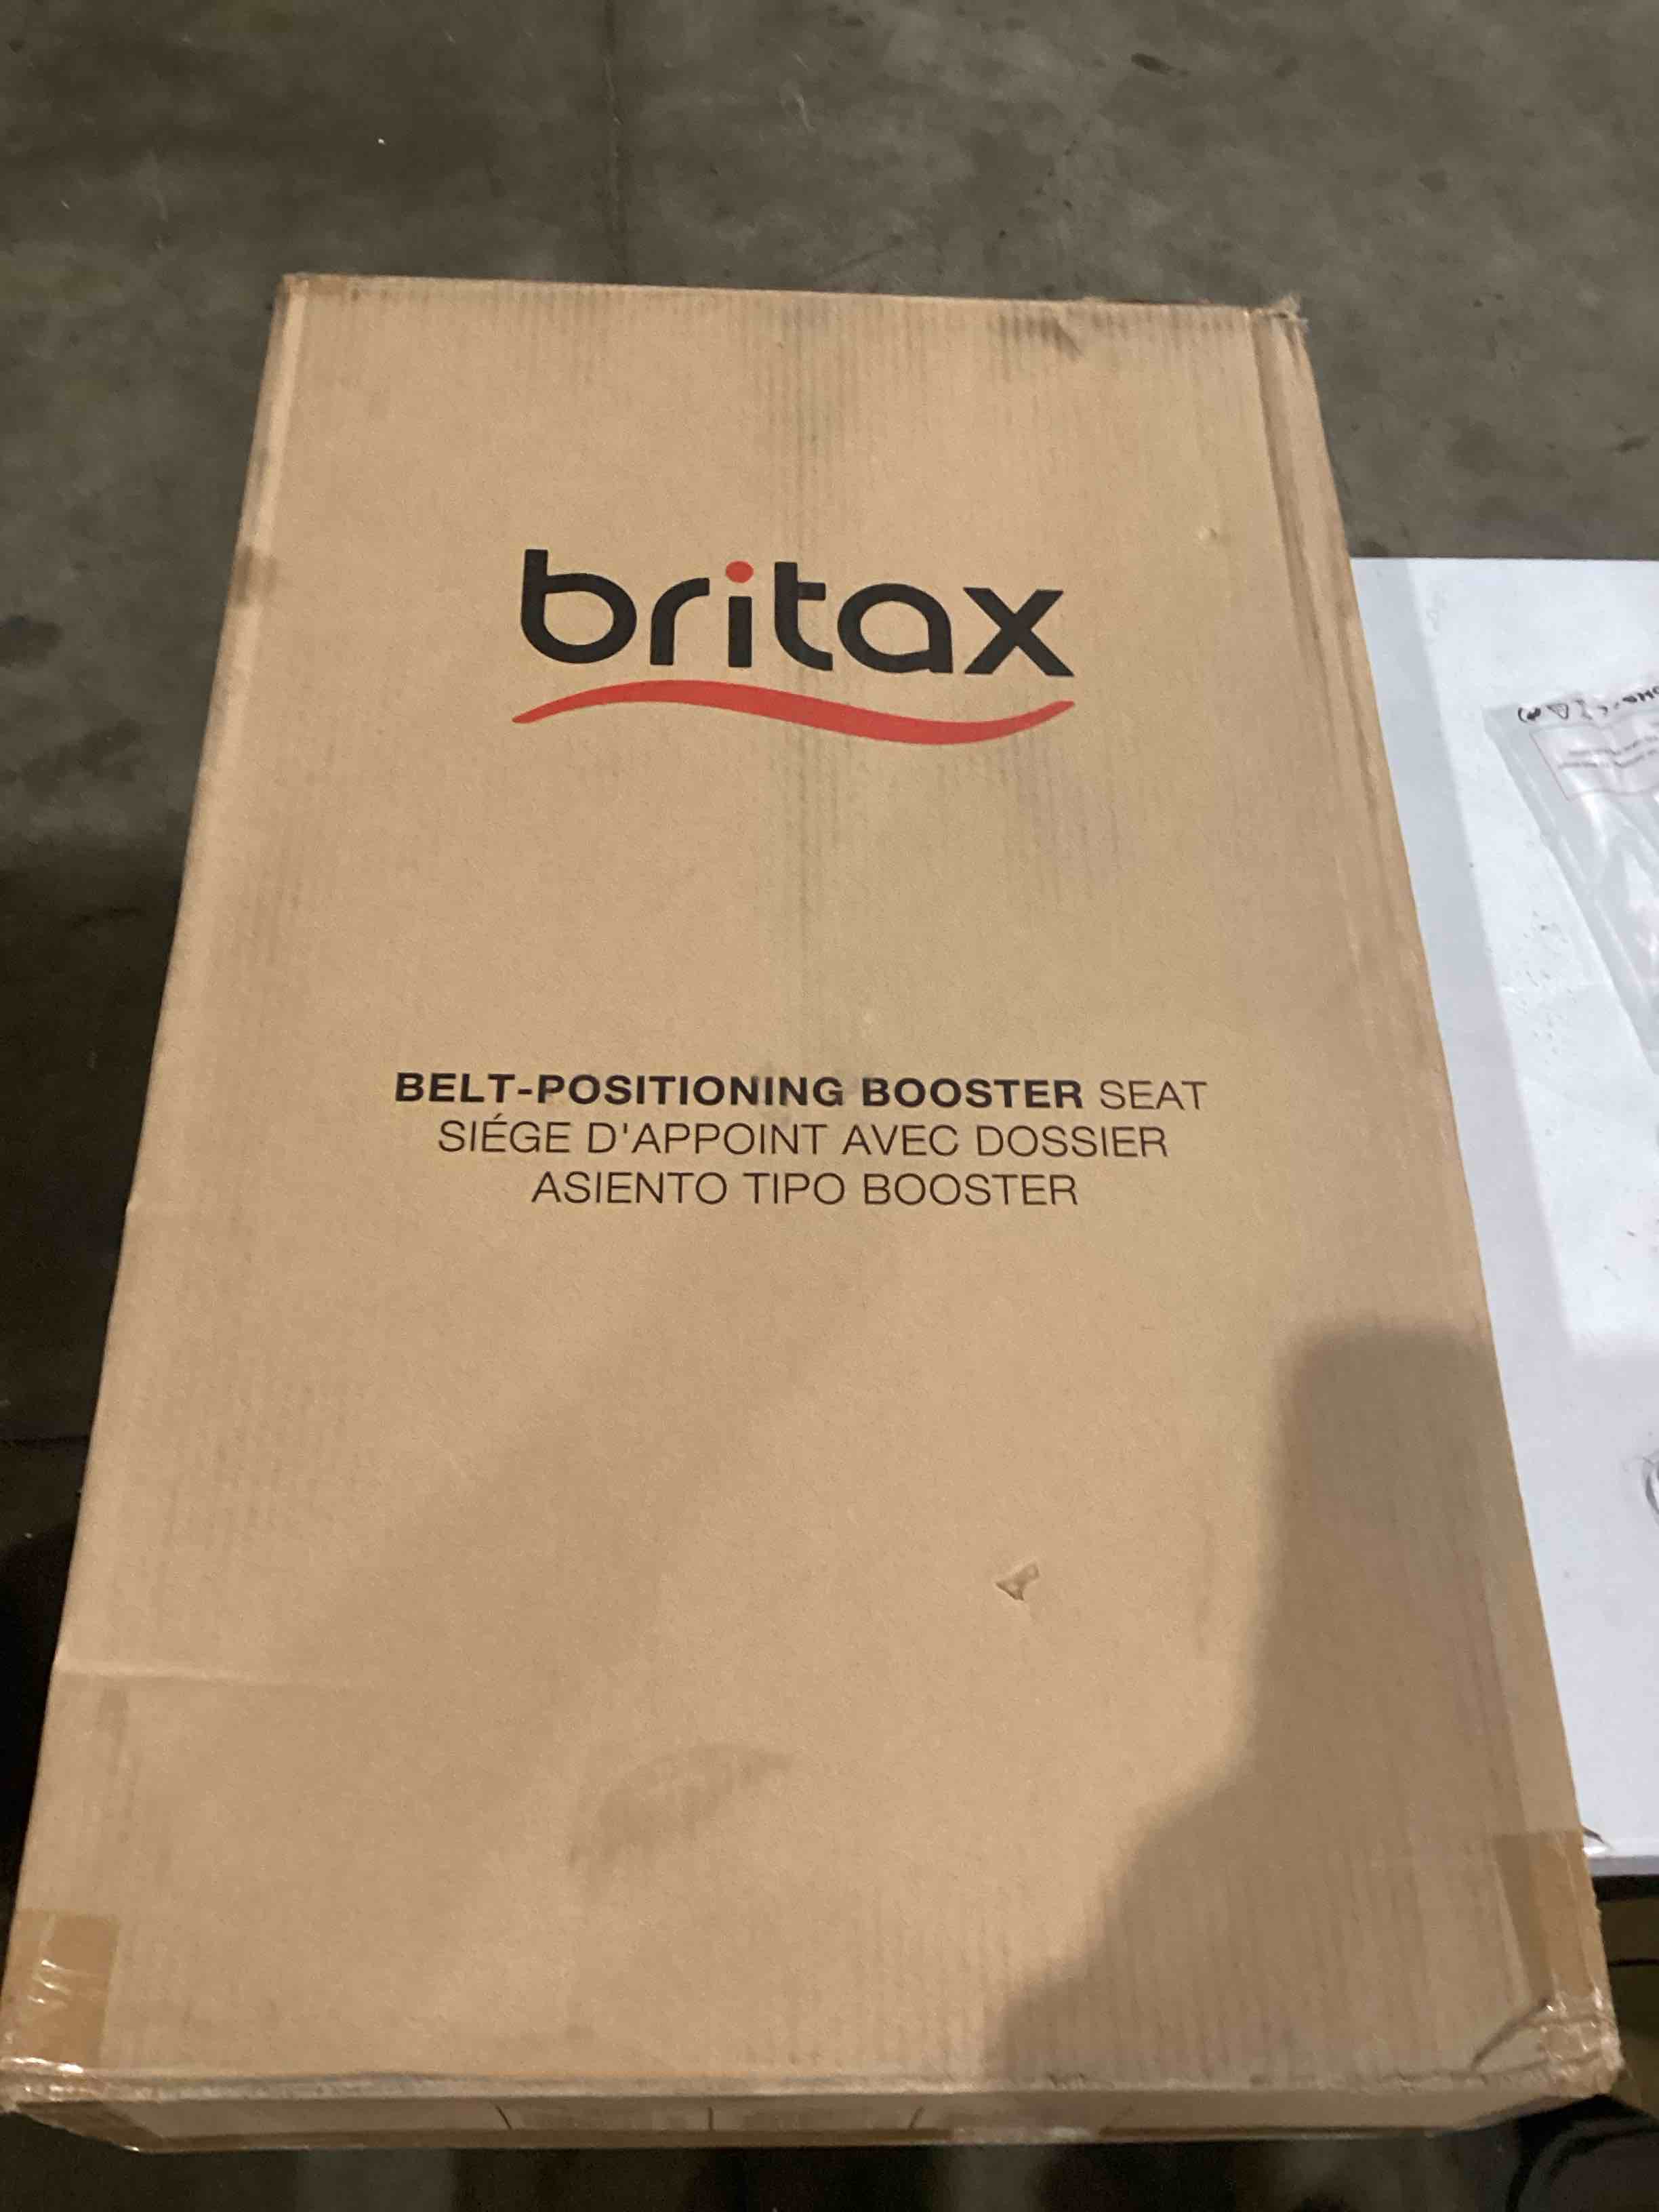 britax
BELT-POSITIONING BOOSTER SEAT
SIÉGE D'APPOINT AVEC DOSSIER
ASIENTO TIPO BOOSTER